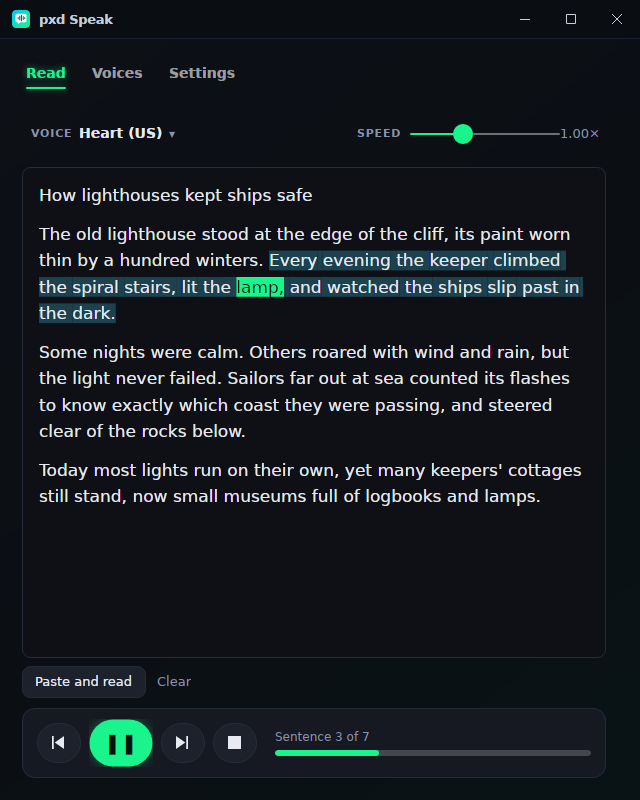 pxd Speak
Read Voices Settings
VOICE Heart (US) SPEED 1.00×
How lighthouses kept ships safe
The old lighthouse stood at the edge of the cliff, its paint worn
thin by a hundred winters. Every evening the keeper climbed
the spiral stairs, lit the lamp, and watched the ships slip past in
the dark.
Some nights were calm. Others roared with wind and rain, but
the light never failed. Sailors far out at sea counted its flashes
to know exactly which coast they were passing, and steered
clear of the rocks below.
Today most lights run on their own, yet many keepers' cottages
still stand, now small museums full of logbooks and lamps.
Paste and read Clear
Sentence 3 of 7